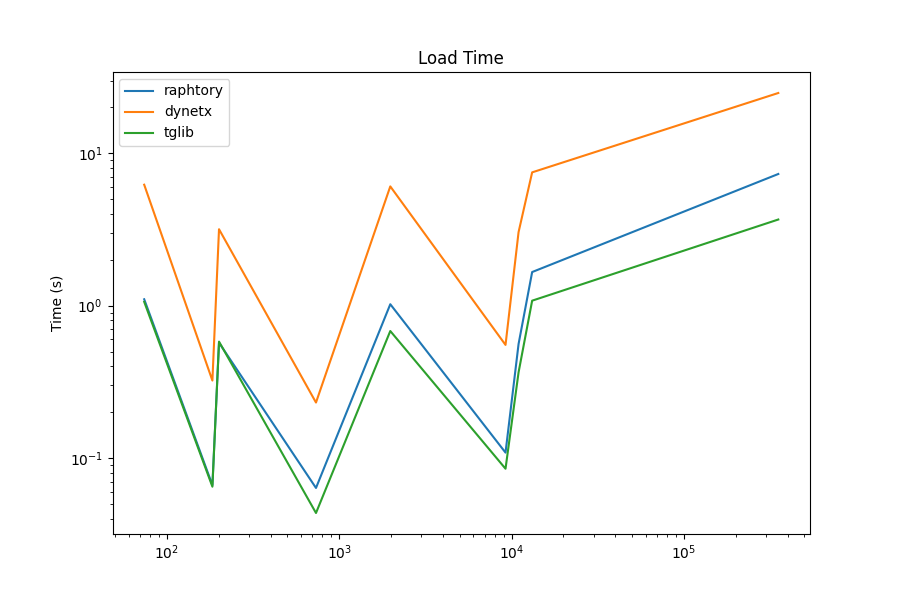 Load Time
raphtory
dynetx
tglib
Time (s)
10¹
10⁰
10⁻¹
10² 10³ 10⁴ 10⁵